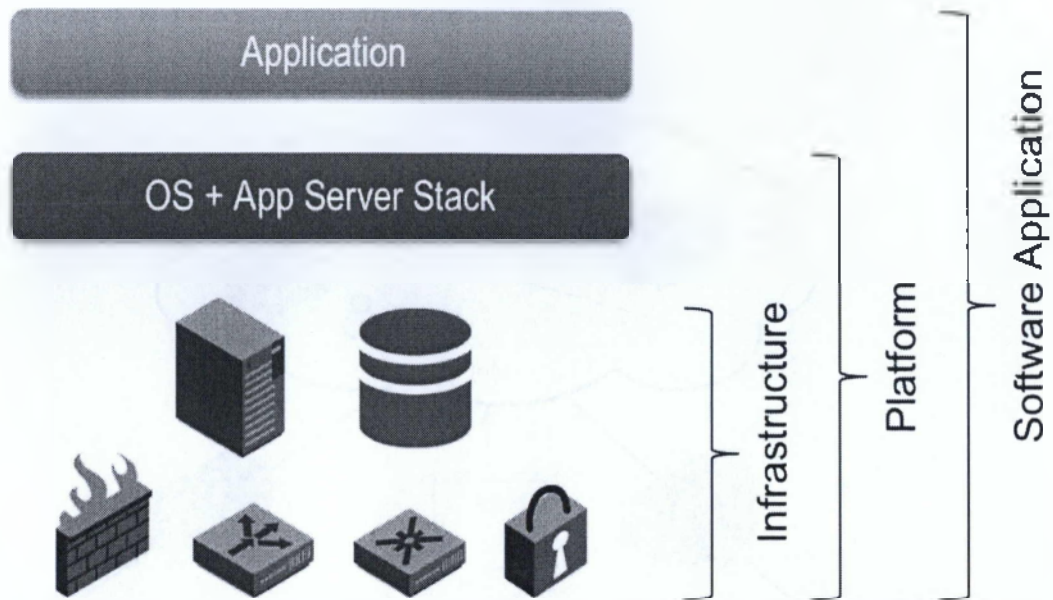 Application
OS + App Server Stack
Infrastructure
Platform
Software Application